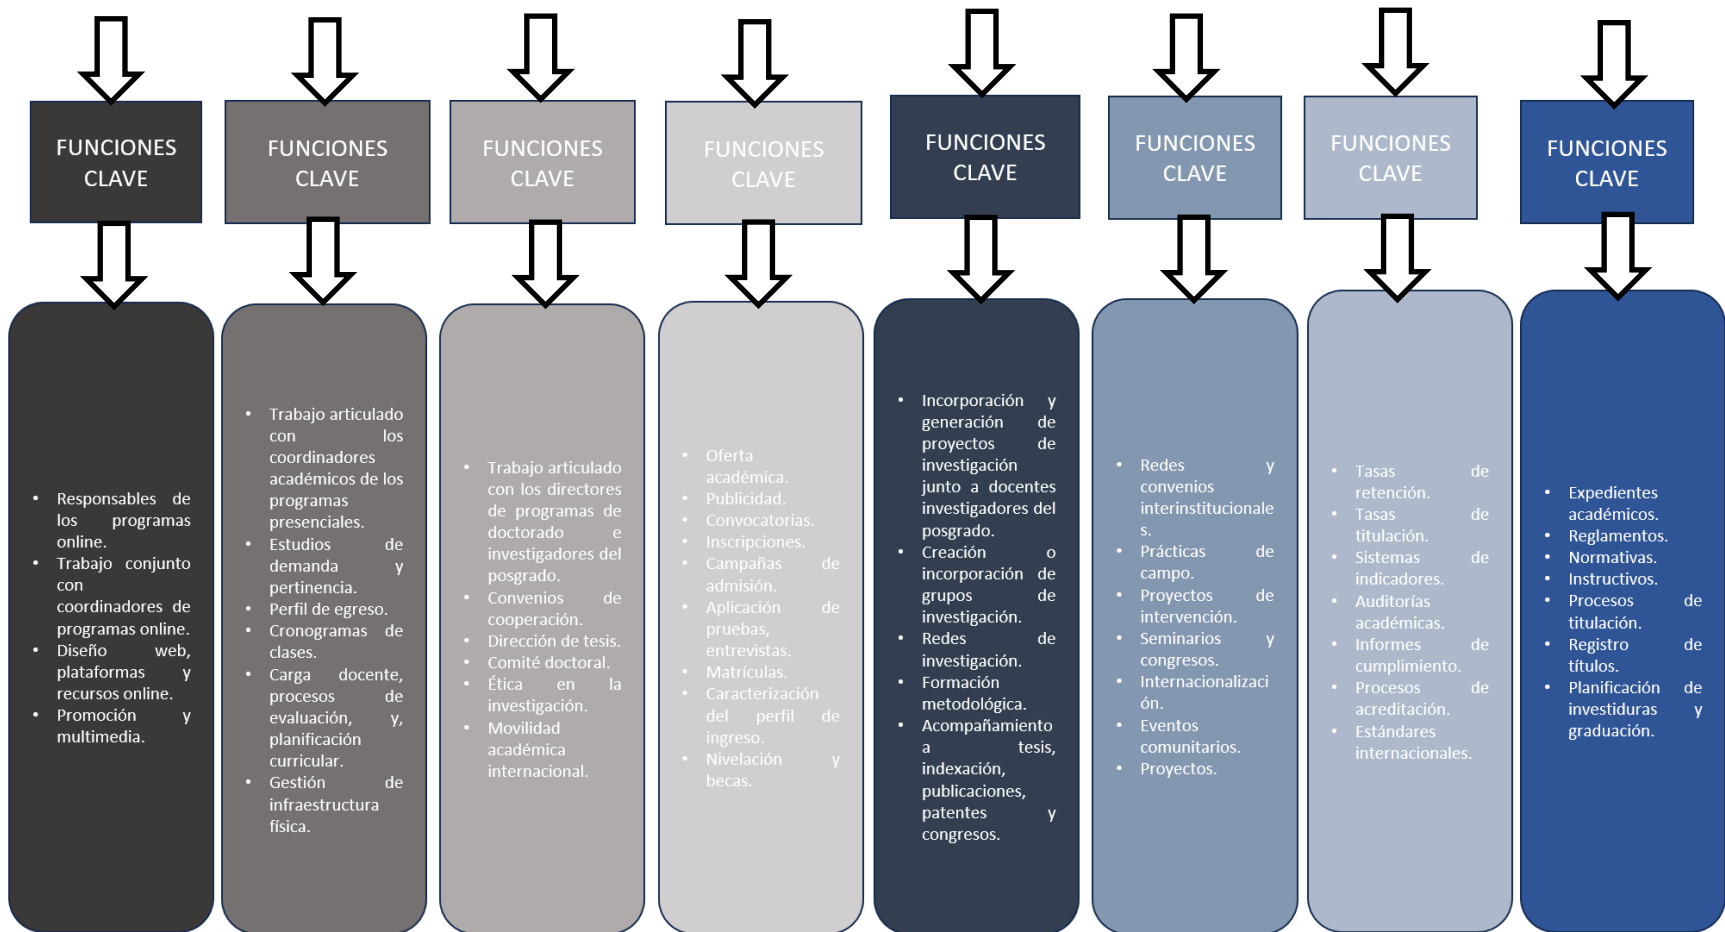 FUNCIONES
CLAVE
FUNCIONES
CLAVE
FUNCIONES
CLAVE
FUNCIONES
CLAVE
FUNCIONES
CLAVE
FUNCIONES
CLAVE
FUNCIONES
CLAVE
FUNCIONES
CLAVE
• Responsables de
los programas
online.
• Trabajo conjunto
con
coordinadores de
programas online.
• Diseño web,
plataformas y
recursos online.
• Promoción y
multimedia.
• Trabajo articulado
con los
coordinadores
académicos de los
programas
presenciales.
• Estudios de
demanda y
pertinencia.
• Perfil de egreso.
• Cronogramas de
clases.
• Carga docente,
procesos de
evaluación, y,
planificación
curricular.
• Gestión de
infraestructura
física.
• Trabajo articulado
con los directores
de programas de
doctorado e
investigadores del
posgrado.
• Convenios de
cooperación.
• Dirección de tesis.
• Comité doctoral.
• Ética en la
investigación.
• Movilidad
académica
internacional.
• Oferta
académica.
• Publicidad.
• Convocatorias.
• Inscripciones.
• Campañas de
admisión.
• Aplicación de
pruebas,
entrevistas.
• Matrículas.
• Caracterización
del perfil de
ingreso.
• Nivelación y
becas.
• Incorporación y
generación de
proyectos de
investigación
junto a docentes
investigadores del
posgrado.
• Creación o
incorporación de
grupos de
investigación.
• Redes de
investigación.
• Formación
metodológica.
• Acompañamiento
a tesis,
indexación,
publicaciones,
patentes y
congresos.
• Redes y
convenios
interinstitucionale
s.
• Prácticas de
campo.
• Proyectos de
intervención.
• Seminarios y
congresos.
• Internacionalizaci
ón.
• Eventos
comunitarios.
• Proyectos.
• Tasas de
retención.
• Tasas de
titulación.
• Sistemas de
indicadores.
• Auditorías
académicas.
• Informes de
cumplimiento.
• Procesos de
acreditación.
• Estándares
internacionales.
• Expedientes
académicos.
• Reglamentos.
• Normativas.
• Instructivos.
• Procesos de
titulación.
• Registro de
títulos.
• Planificación de
investiduras y
graduación.